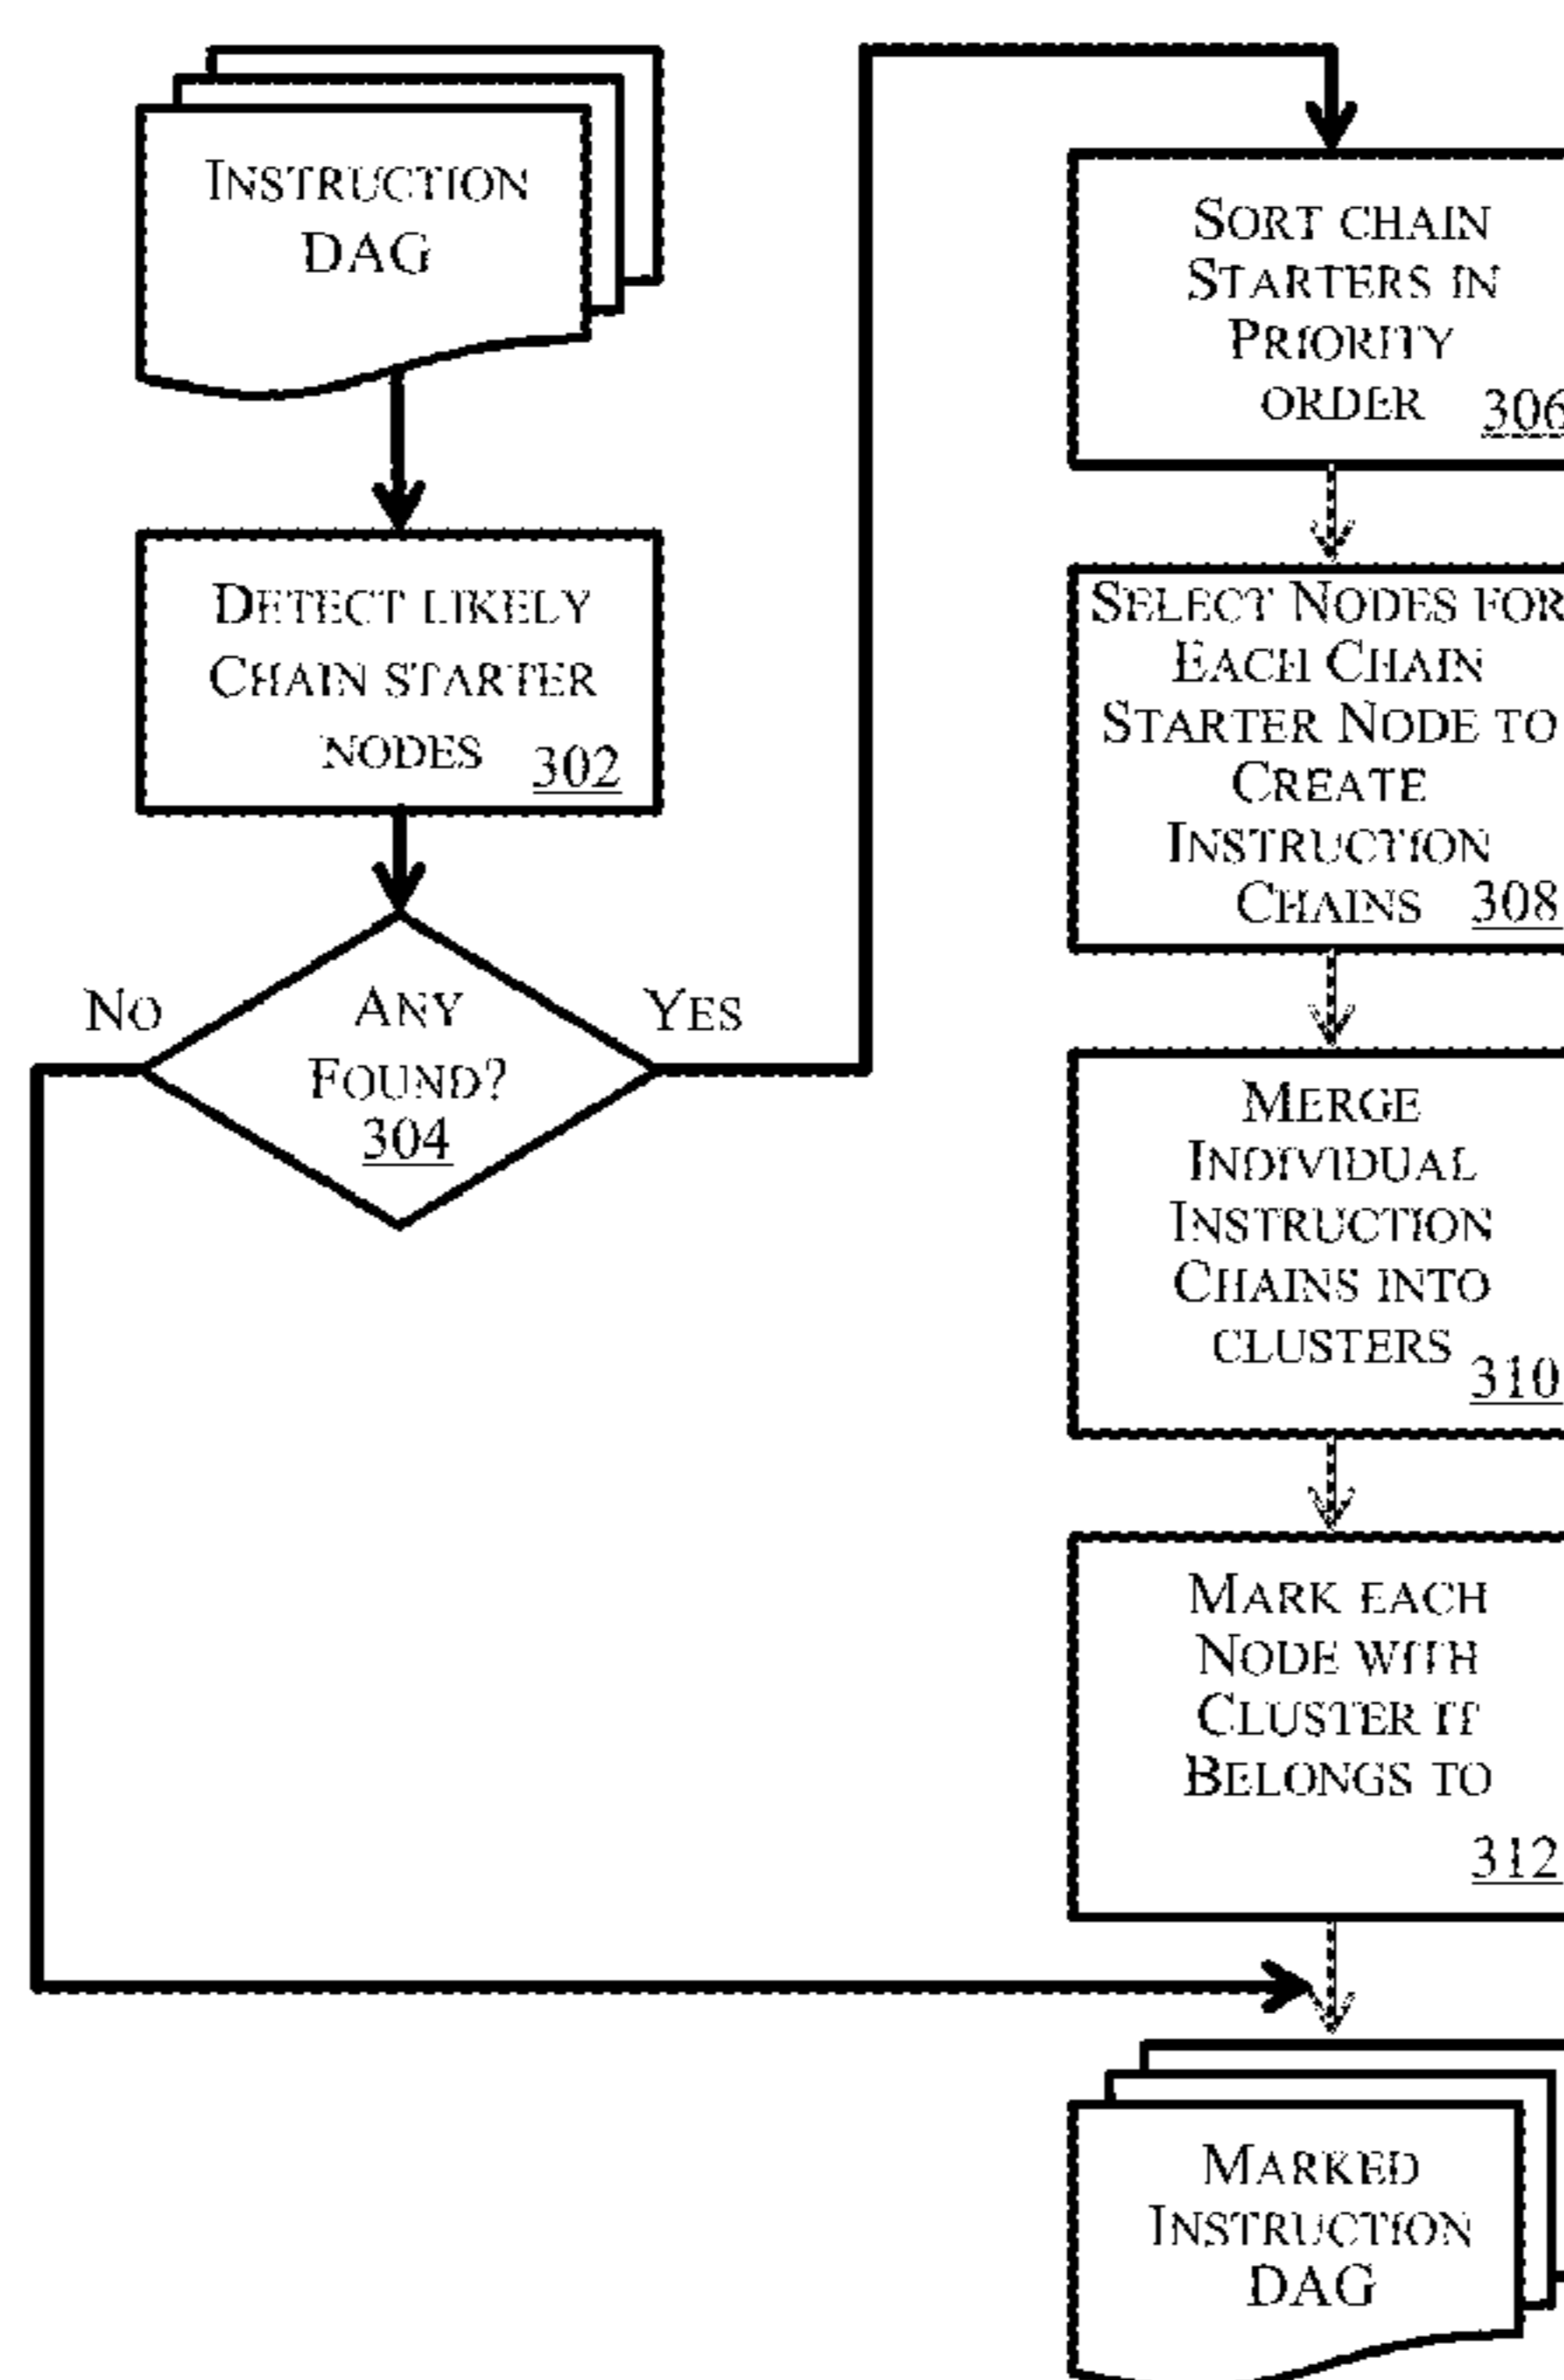 INSTRUCTION
DAG
DETECT LIKELY
CHAIN STARTER
NODES 302
NO
ANY
FOUND?
304
YES
SORT CHAIN
STARTERS IN
PRIORITY
ORDER 306
SELECT NODES FOR
EACH CHAIN
STARTER NODE TO
CREATE
INSTRUCTION
CHAINS 308
MERGE
INDIVIDUAL
INSTRUCTION
CHAINS INTO
CLUSTERS 310
MARK EACH
NODE WITH
CLUSTER IT
BELONGS TO
312
MARKED
INSTRUCTION
DAG